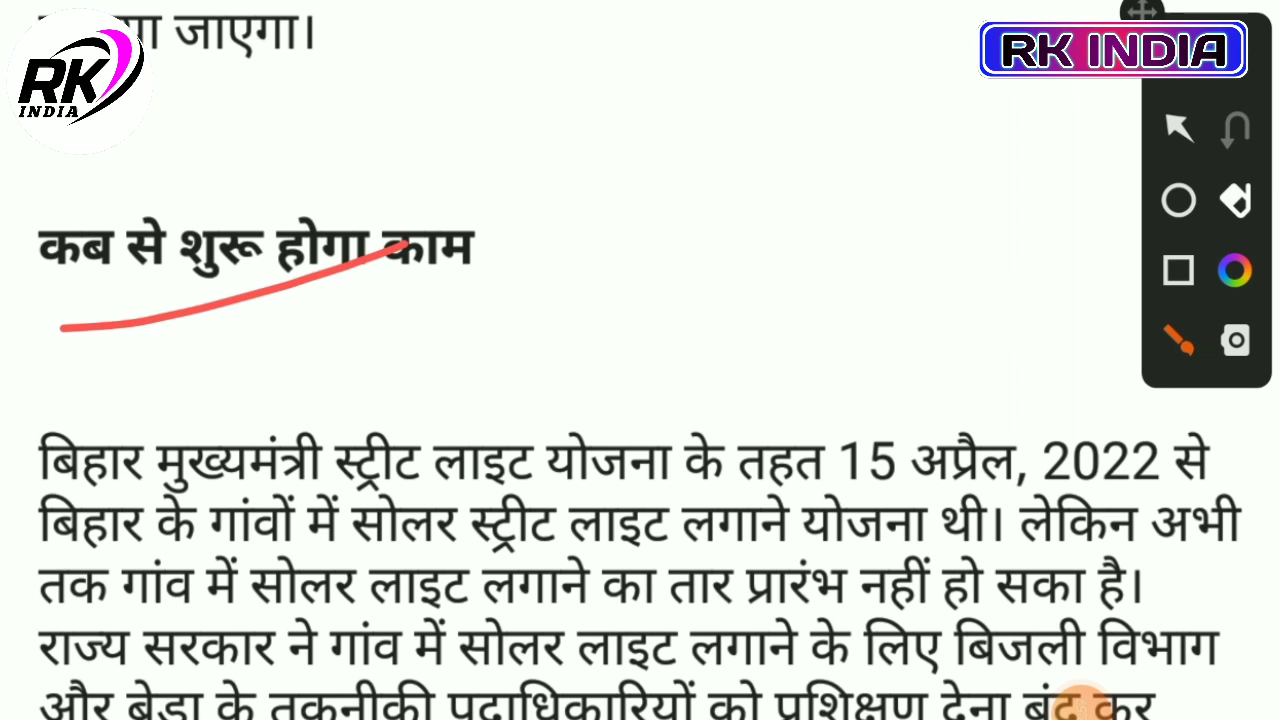 जाएगा।
RK
INDIA
RK INDIA
कब से शुरू होगा काम
बिहार मुख्यमंत्री स्ट्रीट लाइट योजना के तहत 15 अप्रैल, 2022 से
बिहार के गांवों में सोलर स्ट्रीट लाइट लगाने योजना थी। लेकिन अभी
तक गांव में सोलर लाइट लगाने का तार प्रारंभ नहीं हो सका है।
राज्य सरकार ने गांव में सोलर लाइट लगाने के लिए बिजली विभाग
और बेडा के तकनीकी पदाधिकारियों को प्रशिक्षण देना बंद कर